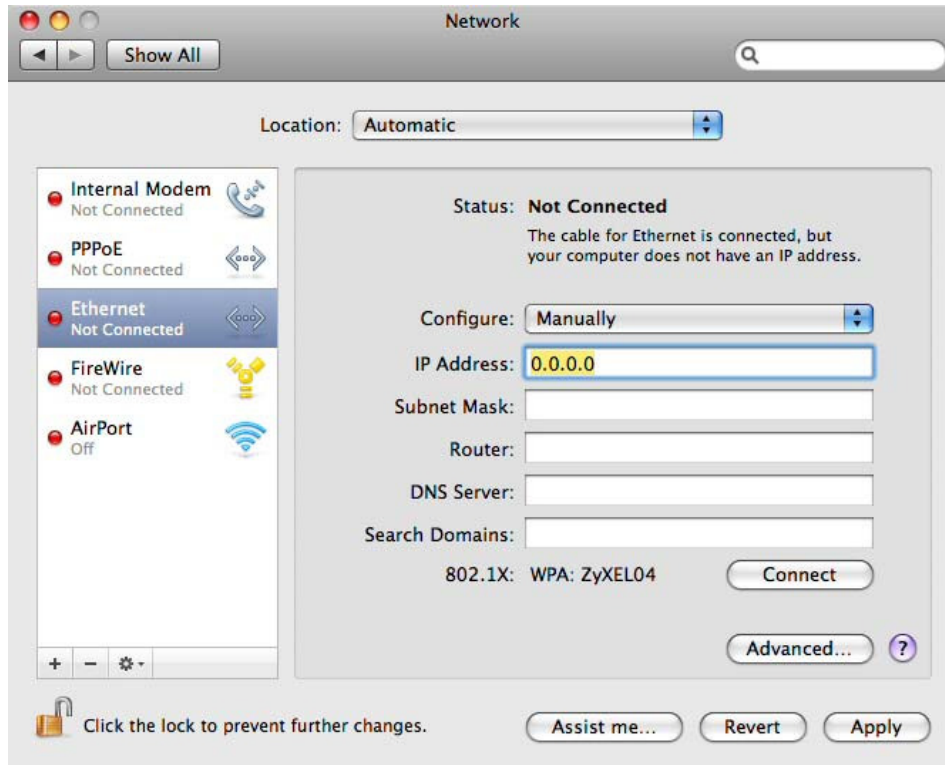 Network
Show All
Location: Automatic
Internal Modem
Not Connected
PPPoE
Not Connected
Ethernet
Not Connected
FireWire
Not Connected
AirPort
Off
Status: Not Connected
The cable for Ethernet is connected, but
your computer does not have an IP address.
Configure: Manually
IP Address: 0.0.0.0
Subnet Mask:
Router:
DNS Server:
Search Domains:
802.1X: WPA: ZyXEL04 Connect
Advanced... ?
+ −
Click the lock to prevent further changes.
Assist me... Revert Apply